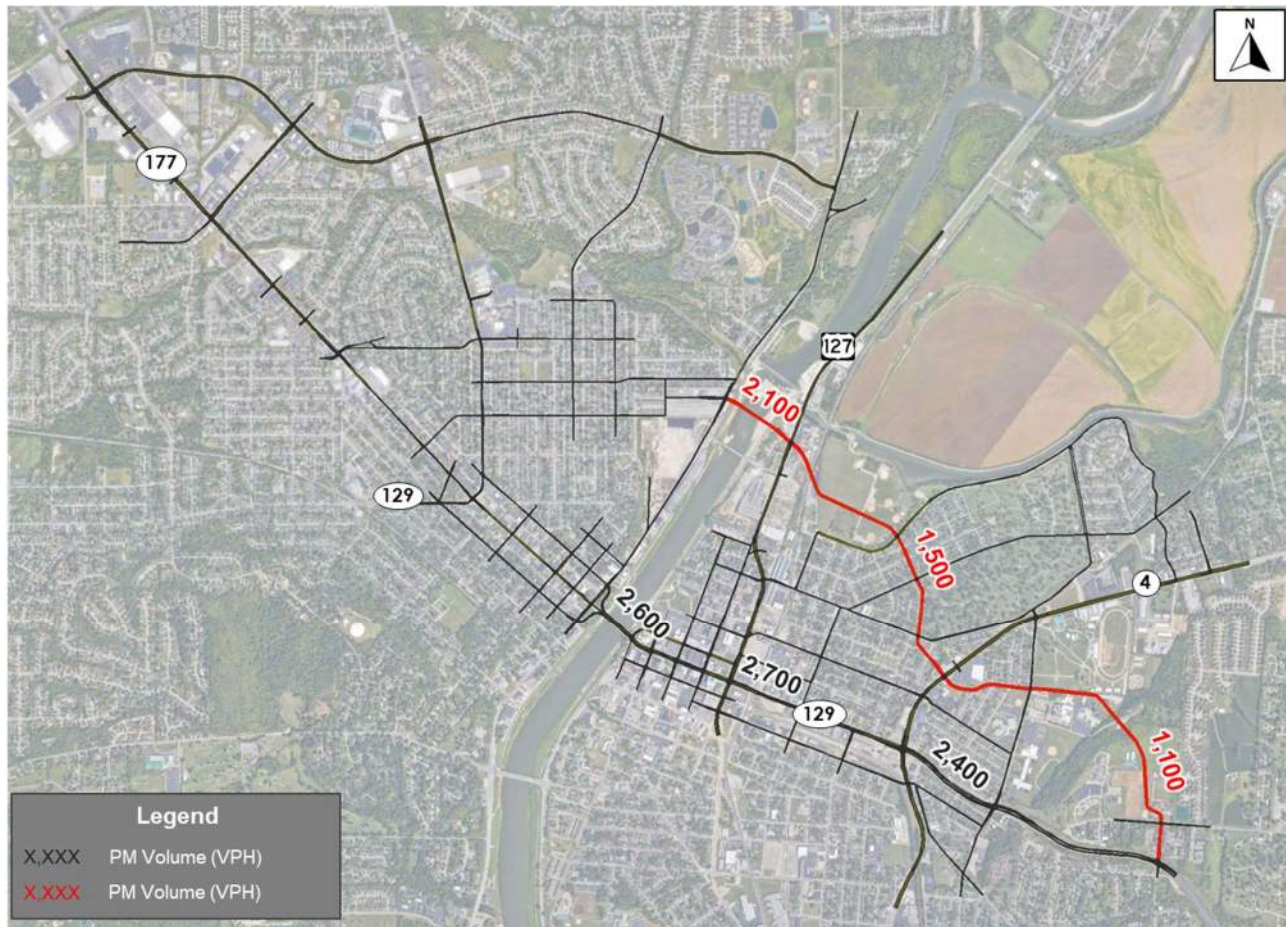 N
177
127
2,100
129
1,500
4
2,600
2,700
129
2,400
1,100
Legend
X,XXX PM Volume (VPH)
X,XXX PM Volume (VPH)